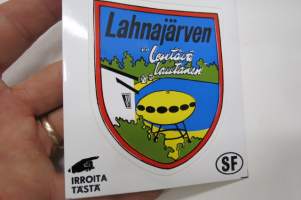 Lahnajärven
Lentävä
lautanen
IRROITA
TÄSTÄ
SF